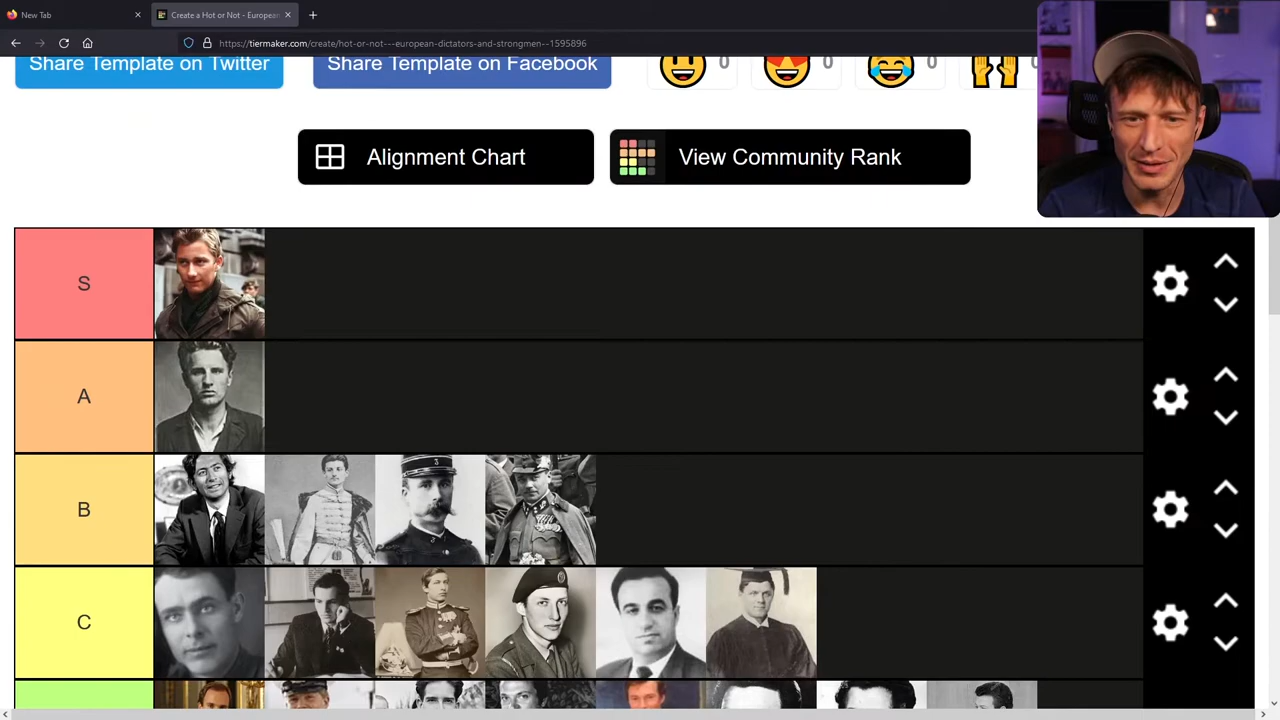 New Tab
Create a Hot or Not - European
https://tiermaker.com/create/hot-or-not---european-dictators-and-strongmen--1595896
Share Template on Twitter
Share Template on Facebook
0
0
0
0
Alignment Chart
View Community Rank
S
A
B
C